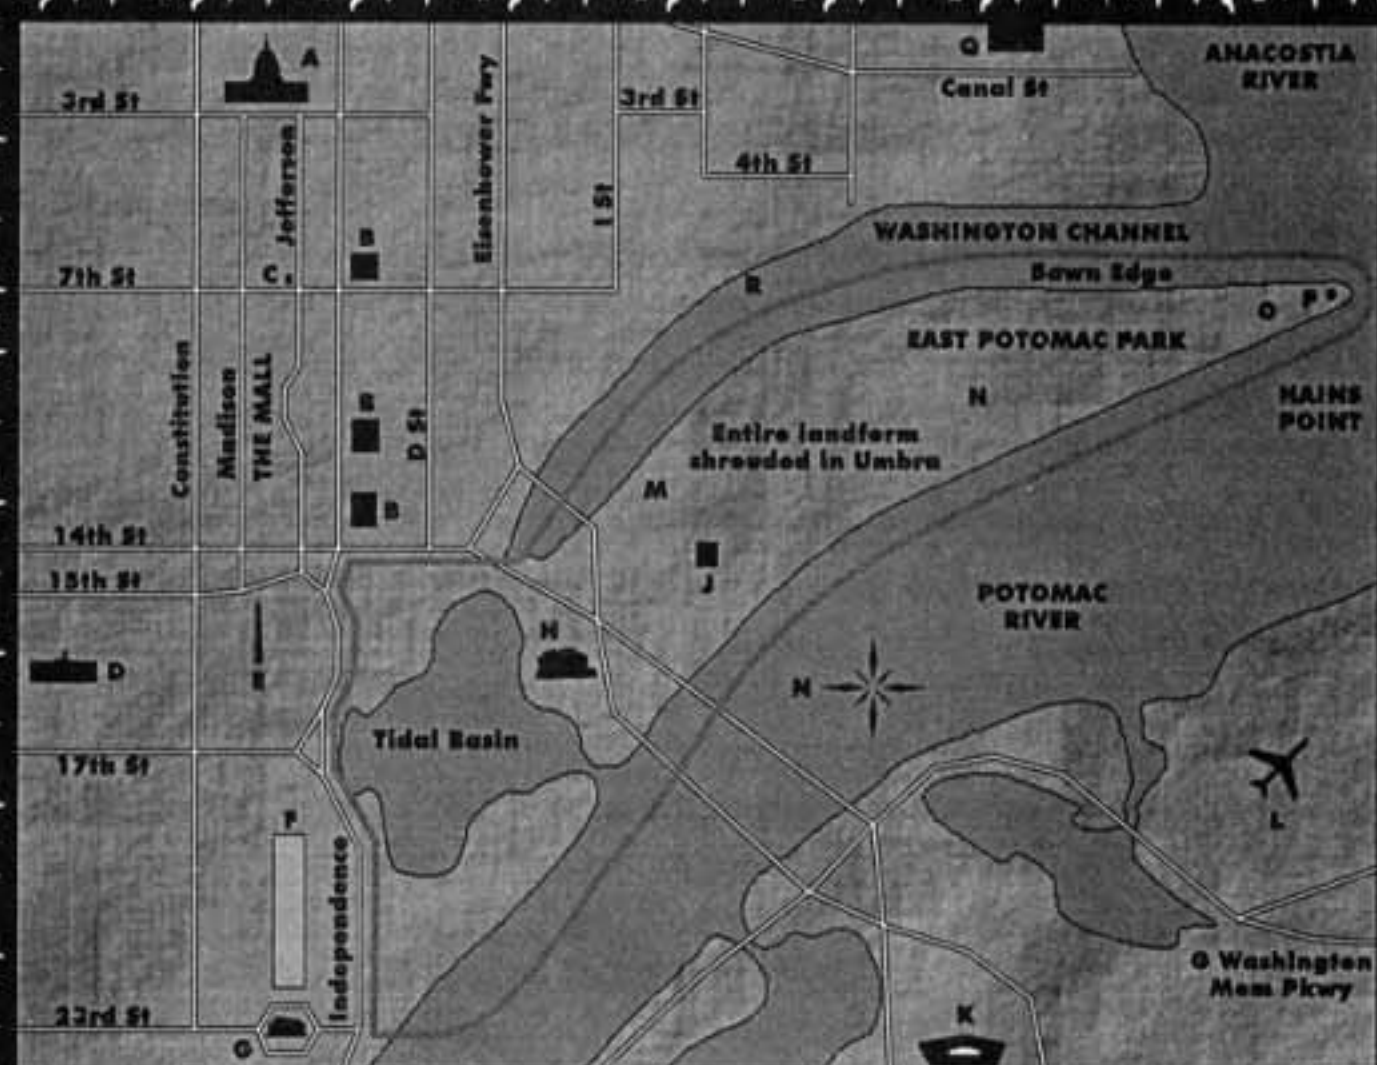 A
Q
ANACOSTIA
RIVER
3rd St
3rd St
Canal St
Jefferson
Eisenhower Fwy
4th St
I St
B
WASHINGTON CHANNEL
7th St
C
R
Dawn Edge
O
P
EAST POTOMAC PARK
Constitution
Madison
THE MALL
B
D St
N
HAINS
POINT
Entire landform
shrouded in Umbra
M
B
14th St
15th St
J
POTOMAC
RIVER
D
E
H
N
Tidal Basin
17th St
L
F
Independence
G Washington
Mem Pkwy
23rd St
G
K